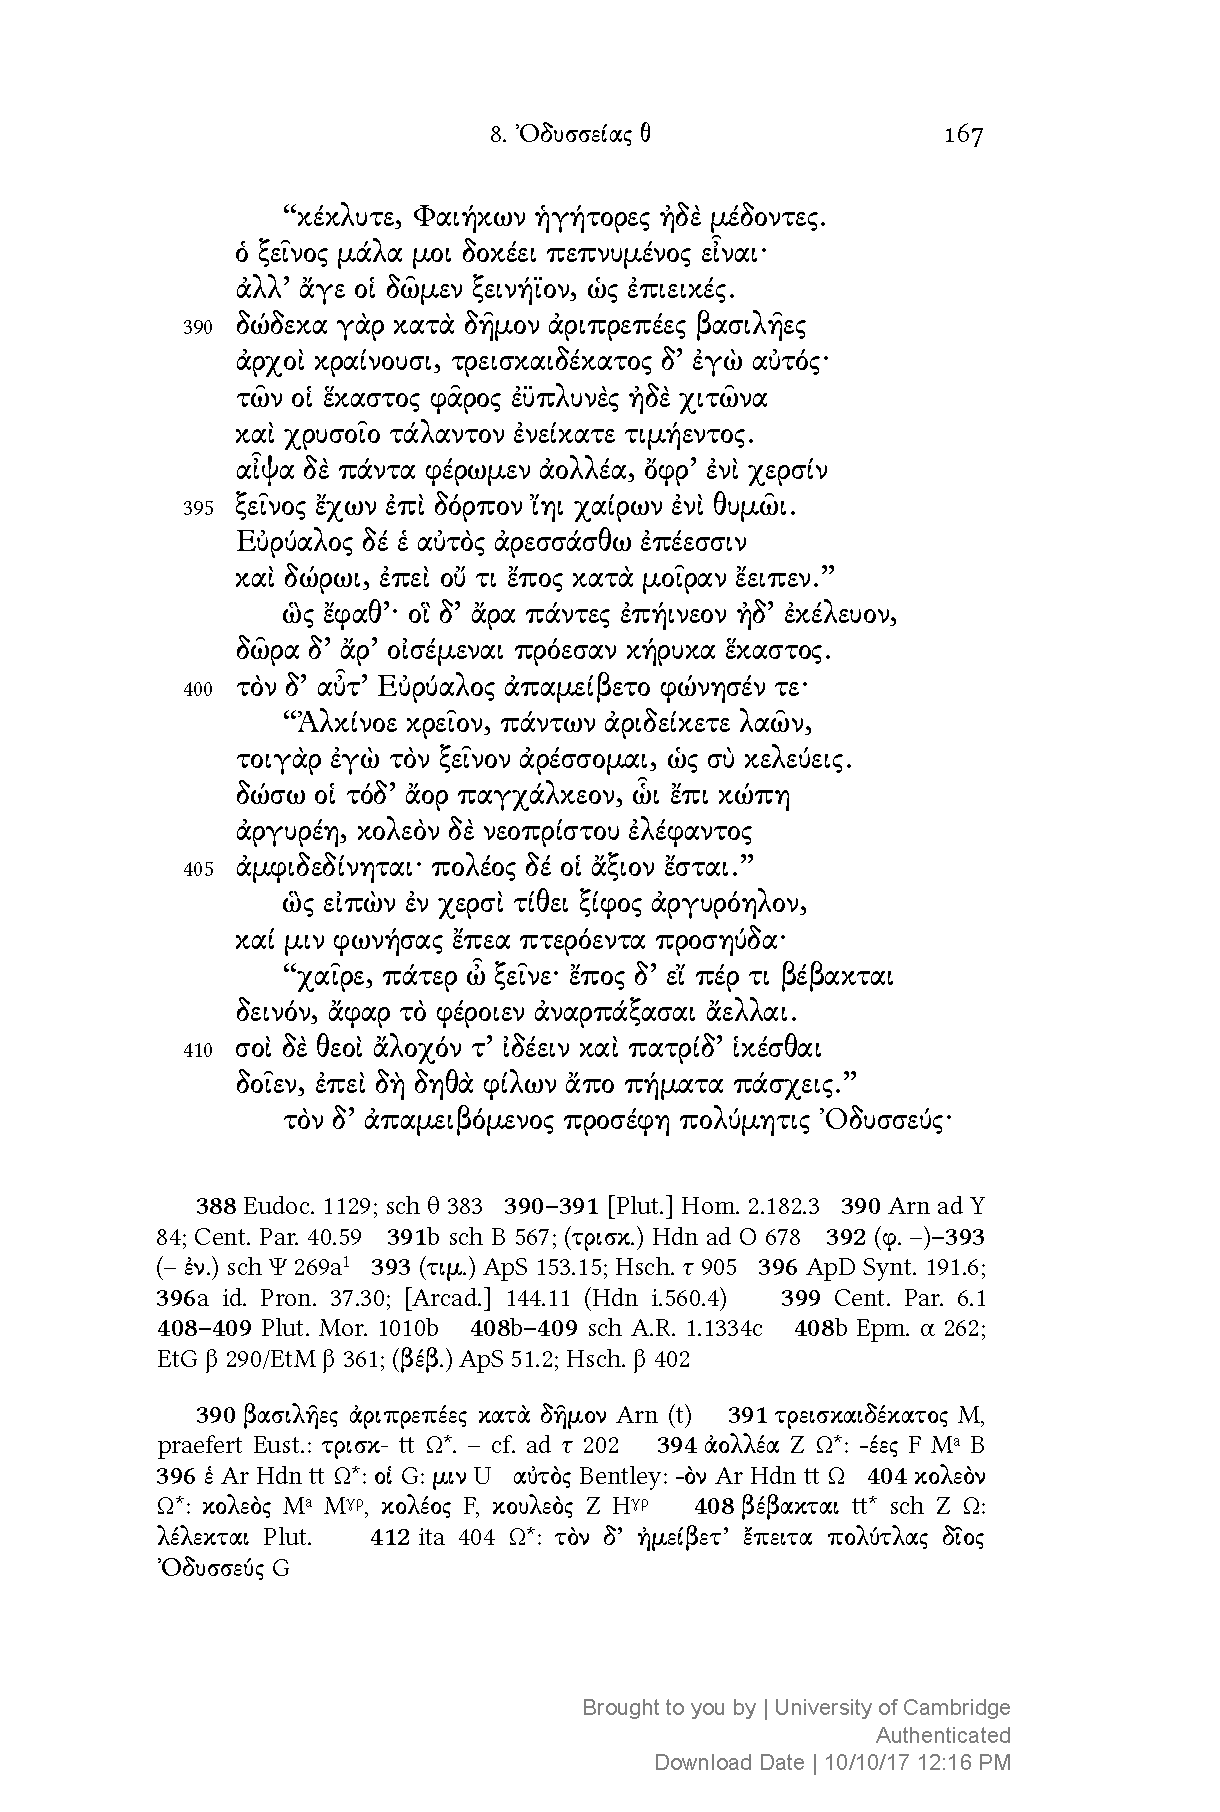 8. Ὀδυσσείας θ 167
“κέκλυτε, Φαιήκων ἡγήτορες ἠδὲ μέδοντες.
ὁ ξεῖνος μάλα μοι δοκέει πεπνυμένος εἶναι·
ἀλλ’ ἄγε οἱ δῶμεν ξεινήϊον, ὡς ἐπιεικές.
390 δώδεκα γὰρ κατὰ δῆμον ἀριπρεπέες βασιλῆες
ἀρχοὶ κραίνουσι, τρεισκαιδέκατος δ’ ἐγὼ αὐτός·
τῶν οἱ ἕκαστος φᾶρος ἐϋπλυνὲς ἠδὲ χιτῶνα
καὶ χρυσοῖο τάλαντον ἐνείκατε τιμήεντος.
αἶψα δὲ πάντα φέρωμεν ἀολλέα, ὄφρ’ ἐνὶ χερσίν
395 ξεῖνος ἔχων ἐπὶ δόρπον ἴηι χαίρων ἐνὶ θυμῶι.
Εὐρύαλος δέ ἑ αὐτὸς ἀρεσσάσθω ἐπέεσσιν
καὶ δώρωι, ἐπεὶ οὔ τι ἔπος κατὰ μοῖραν ἔειπεν.”
ὣς ἔφαθ’· οἳ δ’ ἄρα πάντες ἐπήινεον ἠδ’ ἐκέλευον,
δῶρα δ’ ἄρ’ οἰσέμεναι πρόεσαν κήρυκα ἕκαστος.
400 τὸν δ’ αὖτ’ Εὐρύαλος ἀπαμείβετο φώνησέν τε·
“Ἀλκίνοε κρεῖον, πάντων ἀριδείκετε λαῶν,
τοιγὰρ ἐγὼ τὸν ξεῖνον ἀρέσσομαι, ὡς σὺ κελεύεις.
δώσω οἱ τόδ’ ἄορ παγχάλκεον, ὧι ἔπι κώπη
ἀργυρέη, κολεὸν δὲ νεοπρίστου ἐλέφαντος
405 ἀμφιδεδίνηται· πολέος δέ οἱ ἄξιον ἔσται.”
ὣς εἰπὼν ἐν χερσὶ τίθει ξίφος ἀργυρόηλον,
καί μιν φωνήσας ἔπεα πτερόεντα προσηύδα·
“χαῖρε, πάτερ ὦ ξεῖνε· ἔπος δ’ εἴ πέρ τι βέβακται
δεινόν, ἄφαρ τὸ φέροιεν ἀναρπάξασαι ἄελλαι.
410 σοὶ δὲ θεοὶ ἄλοχόν τ’ ἰδέειν καὶ πατρίδ’ ἱκέσθαι
δοῖεν, ἐπεὶ δὴ δηθὰ φίλων ἄπο πήματα πάσχεις.”
τὸν δ’ ἀπαμειβόμενος προσέφη πολύμητις Ὀδυσσεύς·
388 Eudoc. 1129; sch θ 383 390–391 [Plut.] Hom. 2.182.3 390 Arn ad Υ
84; Cent. Par. 40.59 391b sch Β 567; (τρισκ.) Hdn ad Ο 678 392 (φ. –)–393
(– ἐν.) sch Ψ 269a¹ 393 (τιμ.) ApS 153.15; Hsch. τ 905 396 ApD Synt. 191.6;
396a id. Pron. 37.30; [Arcad.] 144.11 (Hdn i.560.4) 399 Cent. Par. 6.1
408–409 Plut. Mor. 1010b 408b–409 sch A.R. 1.1334c 408b Epm. α 262;
EtG β 290/EtM β 361; (βέβ.) ApS 51.2; Hsch. β 402
390 βασιλῆες ἀριπρεπέες κατὰ δῆμον Arn (t) 391 τρεισκαιδέκατος M,
praefert Eust.: τρισκ- tt Ω*. – cf. ad τ 202 394 ἀολλέα Z Ω*: -έες F Mᵃ B
396 ἑ Ar Hdn tt Ω*: οἱ G: μιν U αὐτὸς Bentley: -ὸν Ar Hdn tt Ω 404 κολεὸν
Ω*: κολεὸς Mᵃ Mᵞᵖ, κολέος F, κουλεὸς Z Hᵞᵖ 408 βέβακται tt* sch Z Ω:
λέλεκται Plut. 412 ita 404 Ω*: τὸν δ’ ἠμείβετ’ ἔπειτα πολύτλας δῖος
Ὀδυσσεύς G
Brought to you by | University of Cambridge
Authenticated
Download Date | 10/10/17 12:16 PM